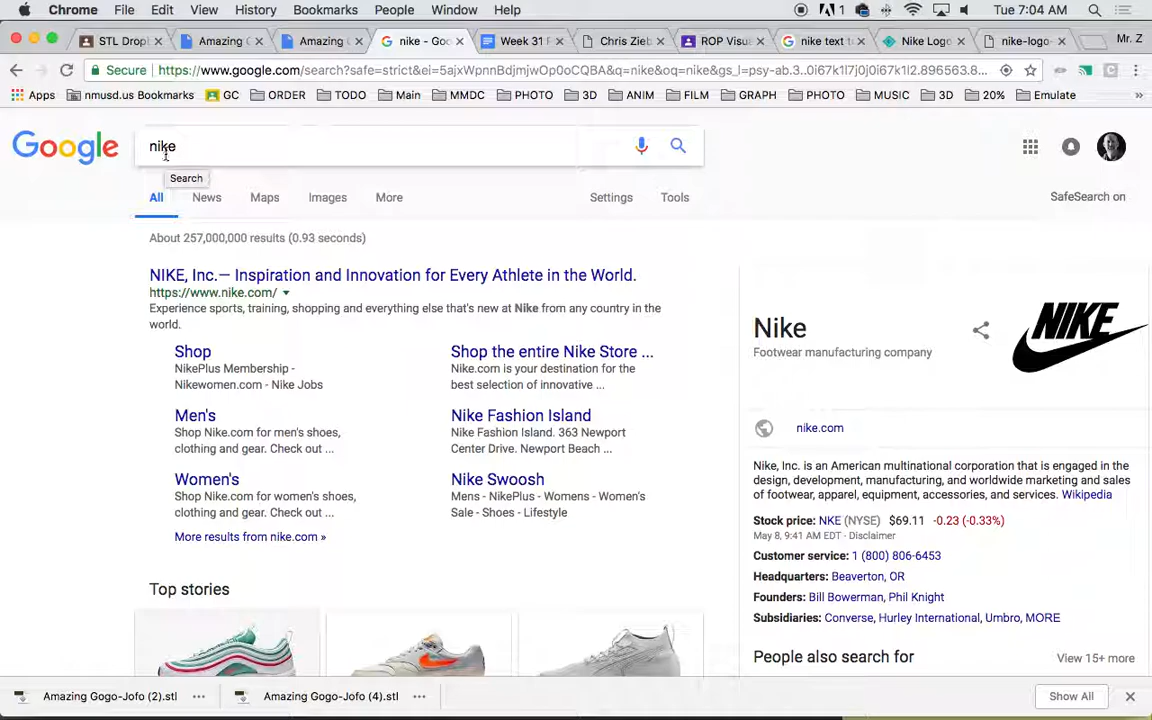 Chrome File Edit View History Bookmarks People Window Help 1 Tue 7:04 AM
STL Drop Amazing G Amazing G nike - Goo Week 31 F Chris Zieb ROP Visua nike text t Nike Logo nike-logo- Mr. Z
Secure https://www.google.com/search?safe=strict&ei=5ajxWpnnBdjmjwOp0oCQBA&q=nike&oq=nike&gs_l=psy-ab.3..0i67k1l7j0j0i67k1l2.896563.8...
Apps nmusd.us Bookmarks GC ORDER TODO Main MMDC PHOTO 3D ANIM FILM GRAPH PHOTO MUSIC 3D 20% Emulate »
Google nike
Search
All News Maps Images More Settings Tools SafeSearch on
About 257,000,000 results (0.93 seconds)
NIKE, Inc.— Inspiration and Innovation for Every Athlete in the World.
https://www.nike.com/
Experience sports, training, shopping and everything else that's new at Nike from any country in the
world.
Shop
NikePlus Membership -
Nikewomen.com - Nike Jobs
Shop the entire Nike Store ...
Nike.com is your destination for the
best selection of innovative ...
Men's
Shop Nike.com for men's shoes,
clothing and gear. Check out ...
Nike Fashion Island
Nike Fashion Island. 363 Newport
Center Drive. Newport Beach ...
Women's
Shop Nike.com for women's shoes,
clothing and gear. Check out ...
Nike Swoosh
Mens - NikePlus - Womens - Women's
Sale - Shoes - Lifestyle
More results from nike.com »
Top stories
Nike
Footwear manufacturing company
NIKE
nike.com
Nike, Inc. is an American multinational corporation that is engaged in the
design, development, manufacturing, and worldwide marketing and sales
of footwear, apparel, equipment, accessories, and services. Wikipedia
Stock price: NKE (NYSE) $69.11 -0.23 (-0.33%)
May 8, 9:41 AM EDT - Disclaimer
Customer service: 1 (800) 806-6453
Headquarters: Beaverton, OR
Founders: Bill Bowerman, Phil Knight
Subsidiaries: Converse, Hurley International, Umbro, MORE
People also search for View 15+ more
Amazing Gogo-Jofo (2).stl Amazing Gogo-Jofo (4).stl Show All